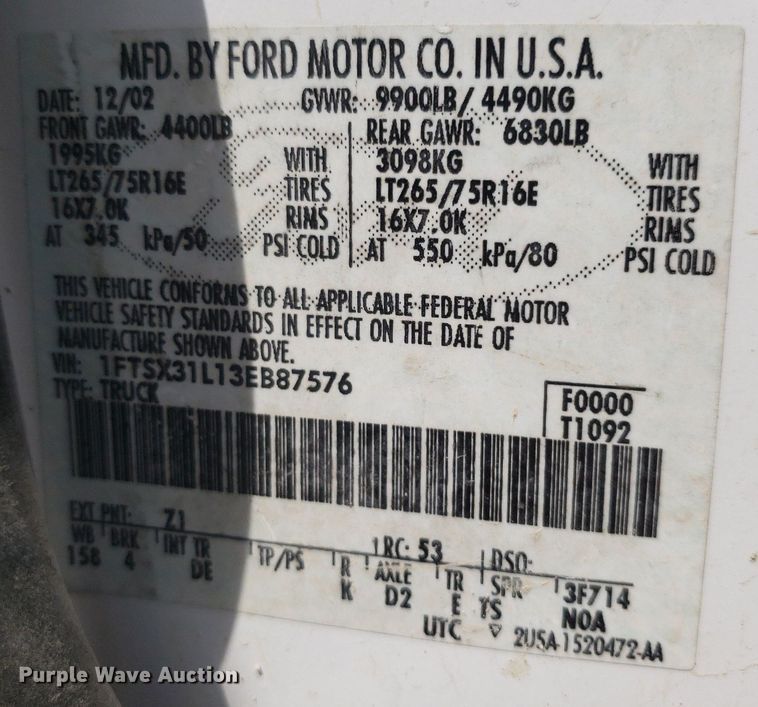 MFD. BY FORD MOTOR CO. IN U.S.A.
DATE: 12/02 GVWR: 9900LB/ 4490KG
FRONT GAWR: 4400LB REAR GAWR: 6830LB
1995KG WITH 3098KG WITH
LT265/75R16E TIRES LT265/75R16E TIRES
16X7.0K RIMS 16X7.0K RIMS
AT 345 kPa/50 PSI COLD AT 550 kPa/80 PSI COLD
THIS VEHICLE CONFORMS TO ALL APPLICABLE FEDERAL MOTOR
VEHICLE SAFETY STANDARDS IN EFFECT ON THE DATE OF
MANUFACTURE SHOWN ABOVE.
VIN: 1FTSX31L13EB87576
TYPE: TRUCK
F0000
T1092
EXT PNT: Z1 RC: 53 DSO:
WB BRK INT TR TP/PS R AXLE TR SPR 3F714
158 4 DE K D2 E TS N0A
UTC ▽ 2U5A-1520472-AA
Purple Wave Auction